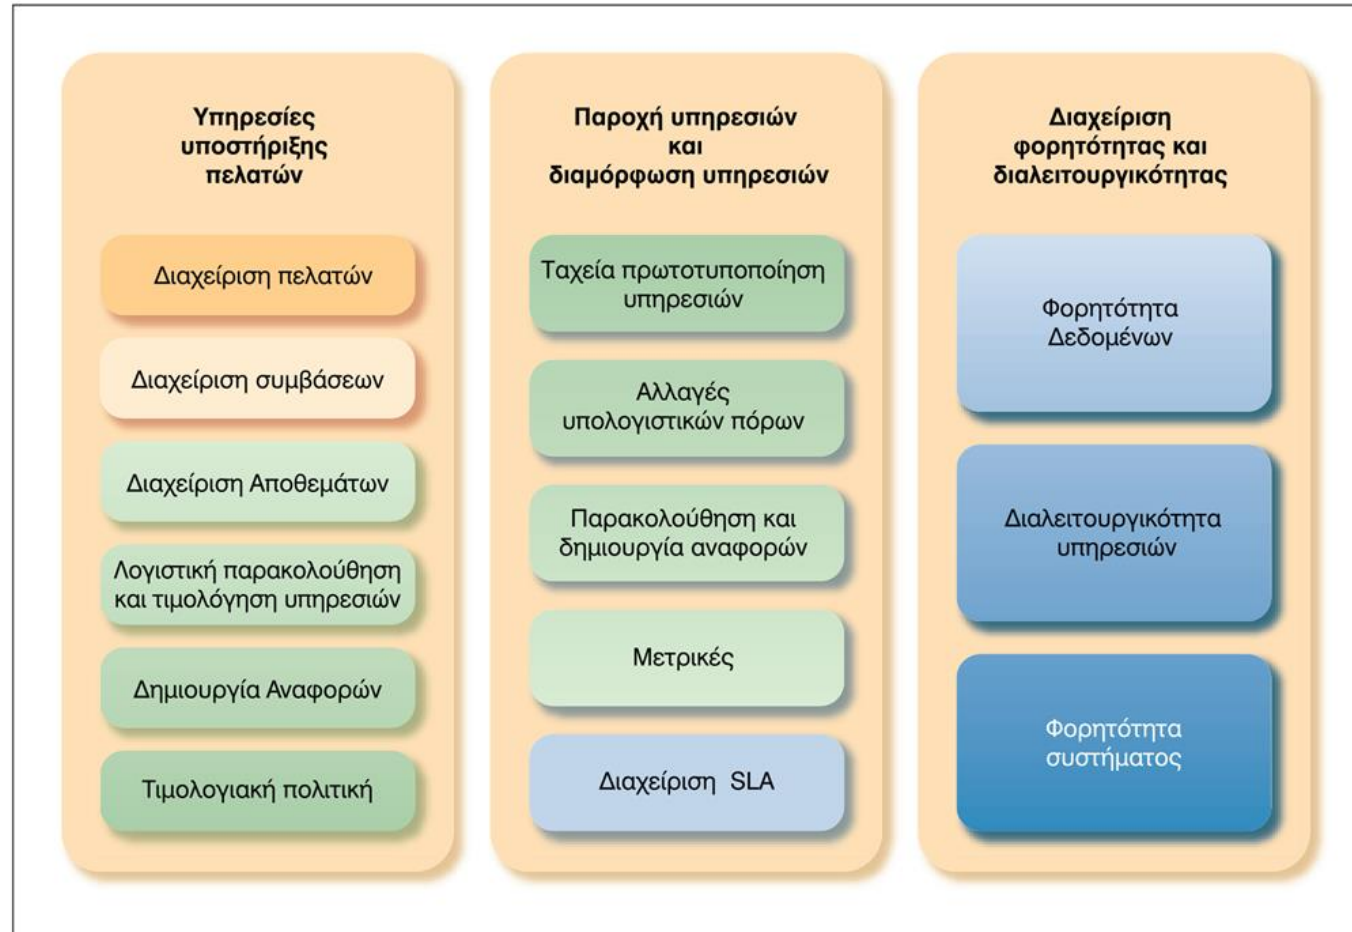 Υπηρεσίες
υποστήριξης
πελατών
Διαχείριση πελατών
Διαχείριση συμβάσεων
Διαχείριση Αποθεμάτων
Λογιστική παρακολούθηση
και τιμολόγηση υπηρεσιών
Δημιουργία Αναφορών
Τιμολογιακή πολιτική
Παροχή υπηρεσιών
και
διαμόρφωση υπηρεσιών
Ταχεία πρωτοτυποποίηση
υπηρεσιών
Αλλαγές
υπολογιστικών πόρων
Παρακολούθηση και
δημιουργία αναφορών
Μετρικές
Διαχείριση SLA
Διαχείριση
φορητότητας και
διαλειτουργικότητας
Φορητότητα
Δεδομένων
Διαλειτουργικότητα
υπηρεσιών
Φορητότητα
συστήματος